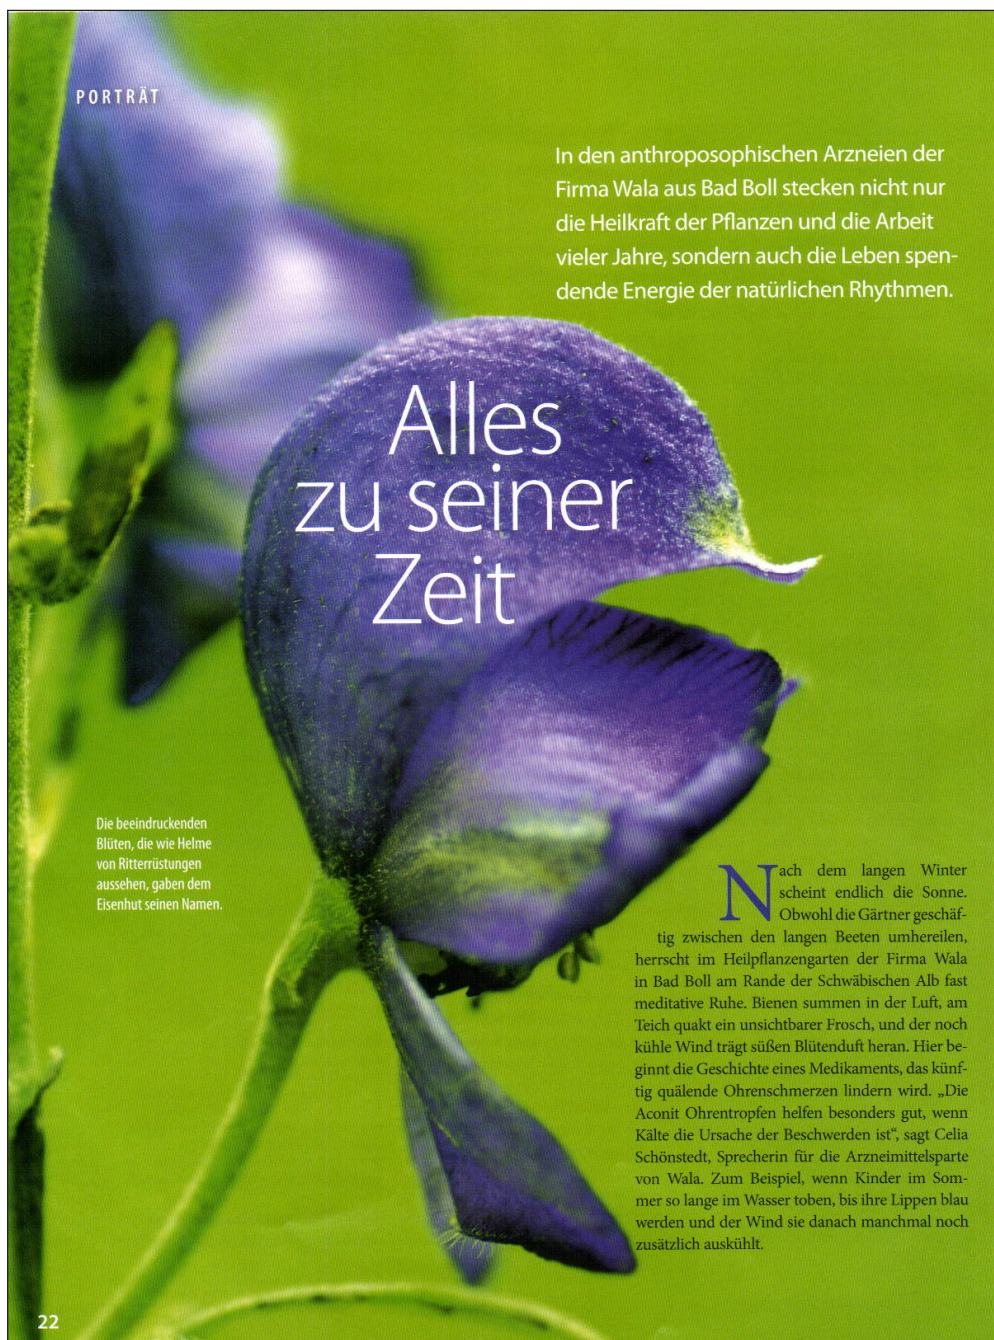 PORTRÄT
In den anthroposophischen Arzneien der
Firma Wala aus Bad Boll stecken nicht nur
die Heilkraft der Pflanzen und die Arbeit
vieler Jahre, sondern auch die Leben spen-
dende Energie der natürlichen Rhythmen.
Alles
zu seiner
Zeit
Die beeindruckenden
Blüten, die wie Helme
von Ritterrüstungen
aussehen, gaben dem
Eisenhut seinen Namen.
Nach dem langen Winter
scheint endlich die Sonne.
Obwohl die Gärtner geschäf-
tig zwischen den langen Beeten umhereilen,
herrscht im Heilpflanzengarten der Firma Wala
in Bad Boll am Rande der Schwäbischen Alb fast
meditative Ruhe. Bienen summen in der Luft, am
Teich quakt ein unsichtbarer Frosch, und der noch
kühle Wind trägt süßen Blütenduft heran. Hier be-
ginnt die Geschichte eines Medikaments, das künf-
tig quälende Ohrenschmerzen lindern wird. „Die
Aconit Ohrentropfen helfen besonders gut, wenn
Kälte die Ursache der Beschwerden ist“, sagt Celia
Schönstedt, Sprecherin für die Arzneimittelsparte
von Wala. Zum Beispiel, wenn Kinder im Som-
mer so lange im Wasser toben, bis ihre Lippen blau
werden und der Wind sie danach manchmal noch
zusätzlich auskühlt.
22